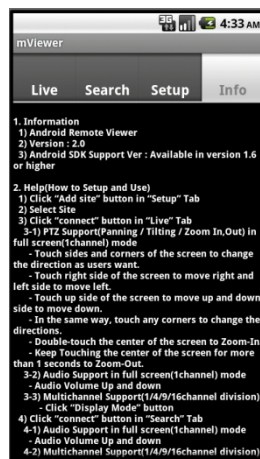 3G 4:33 AM
mViewer
Live Search Setup Info
1. Information
1) Android Remote Viewer
2) Version : 2.0
3) Android SDK Support Ver : Available in version 1.6
or higher
2. Help(How to Setup and Use)
1) Click "Add site" button in "Setup" Tab
2) Select Site
3) Click "connect" button in "Live" Tab
3-1) PTZ Support(Panning / Tilting / Zoom In,Out) in
full screen(1channel) mode
- Touch sides and corners of the screen to change
the direction as users want.
- Touch right side of the screen to move right and
left side to move left.
- Touch up side of the screen to move up and down
side to move down.
- In the same way, touch any corners to change the
directions.
- Double-touch the center of the screen to Zoom-In
- Keep Touching the center of the screen for more
than 1 seconds to Zoom-Out.
3-2) Audio Support in full screen(1channel) mode
- Audio Volume Up and down
3-3) Multichannel Support(1/4/9/16channel division)
- Click "Display Mode" button
4) Click "connect" button in "Search" Tab
4-1) Audio Support in full screen(1channel) mode
- Audio Volume Up and down
4-2) Multichannel Support(1/4/9/16channel division)